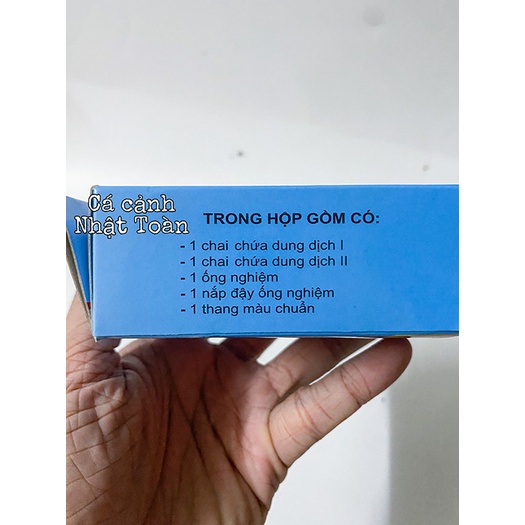 Cá cảnh
Nhật Toàn
TRONG HỘP GỒM CÓ:
- 1 chai chứa dung dịch I
- 1 chai chứa dung dịch II
- 1 ống nghiệm
- 1 nắp đậy ống nghiệm
- 1 thang màu chuẩn